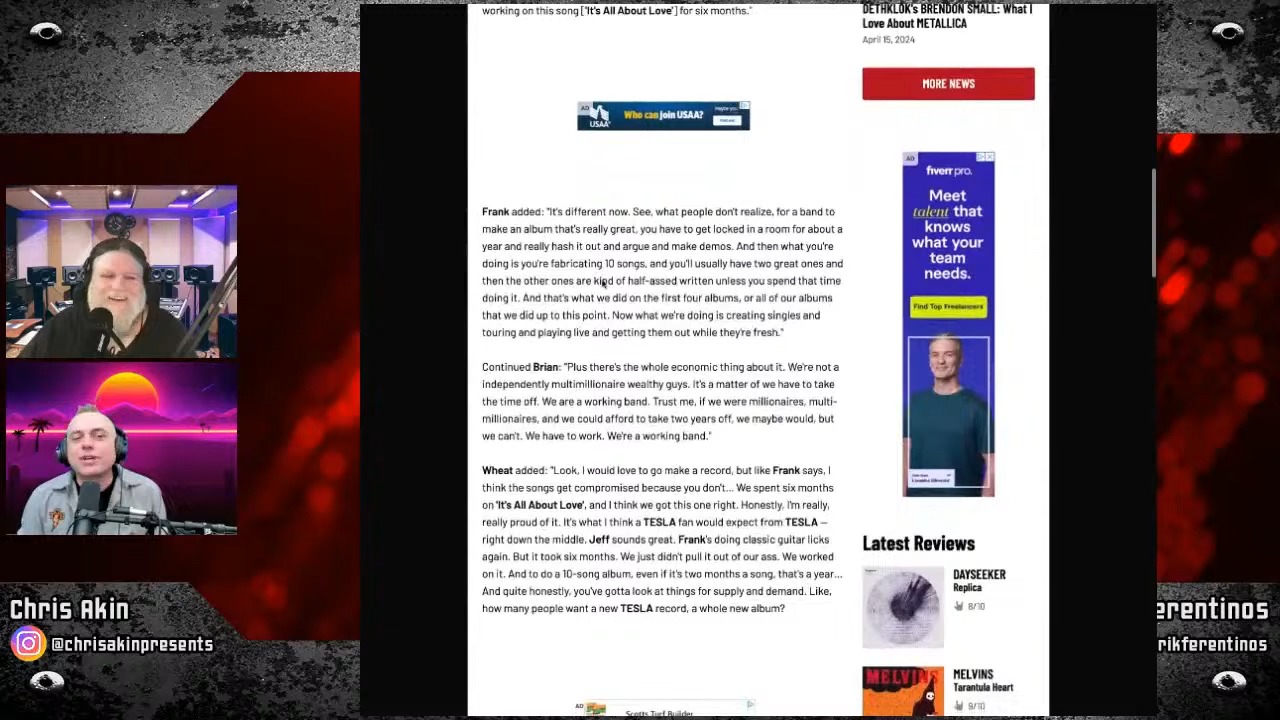 working on this song ['It's All About Love'] for six months."
AD
USAA
Who can join USAA?
Frank added: "It's different now. See, what people don't realize, for a band to
make an album that's really great, you have to get locked in a room for about a
year and really hash it out and argue and make demos. And then what you're
doing is you're fabricating 10 songs, and you'll usually have two great ones and
then the other ones are kind of half-assed written unless you spend that time
doing it. And that's what we did on the first four albums, or all of our albums
that we did up to this point. Now what we're doing is creating singles and
touring and playing live and getting them out while they're fresh."
Continued Brian: "Plus there's the whole economic thing about it. We're not a
independently multimillionaire wealthy guys. It's a matter of we have to take
the time off. We are a working band. Trust me, if we were millionaires, multi-
millionaires, and we could afford to take two years off, we maybe would, but
we can't. We have to work. We're a working band."
Wheat added: "Look, I would love to go make a record, but like Frank says, I
think the songs get compromised because you don't... We spent six months
on 'It's All About Love', and I think we got this one right. Honestly, I'm really,
really proud of it. It's what I think a TESLA fan would expect from TESLA —
right down the middle. Jeff sounds great. Frank's doing classic guitar licks
again. But it took six months. We just didn't pull it out of our ass. We worked
on it. And to do a 10-song album, even if it's two months a song, that's a year...
And quite honestly, you've gotta look at things for supply and demand. Like,
how many people want a new TESLA record, a whole new album?
AD
Scotts Turf Builder
DETHKLOK's BRENDON SMALL: What I
Love About METALLICA
April 15, 2024
MORE NEWS
AD
fiverr pro.
Meet
talent that
knows
what your
team
needs.
Find Top Freelancers
Latest Reviews
DAYSEEKER
Replica
8/10
MELVINS
MELVINS
Tarantula Heart
9/10
Chris Akin
@chrisakinpresents
erentinos
rikferentinos